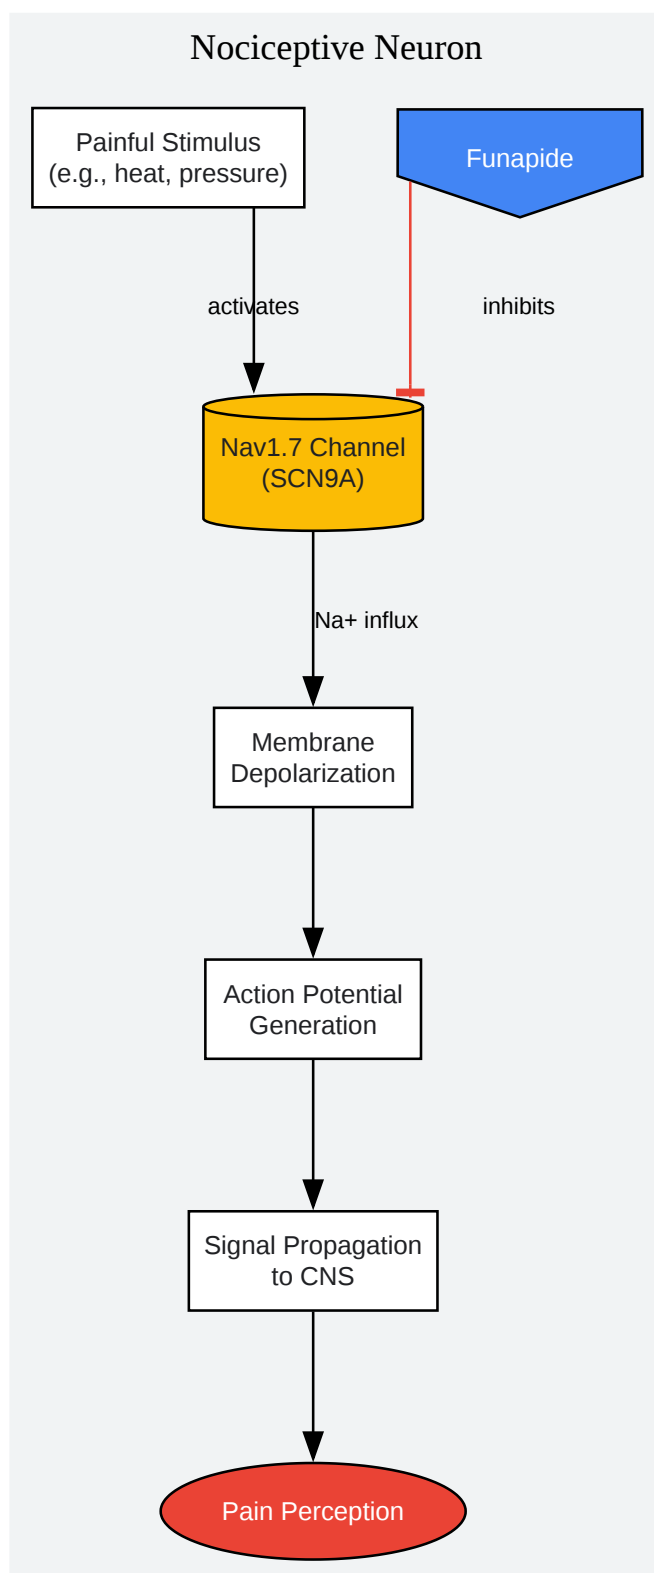 Nociceptive Neuron
Painful Stimulus
(e.g., heat, pressure)
Funapide
activates
inhibits
Nav1.7 Channel
(SCN9A)
Na+ influx
Membrane
Depolarization
Action Potential
Generation
Signal Propagation
to CNS
Pain Perception